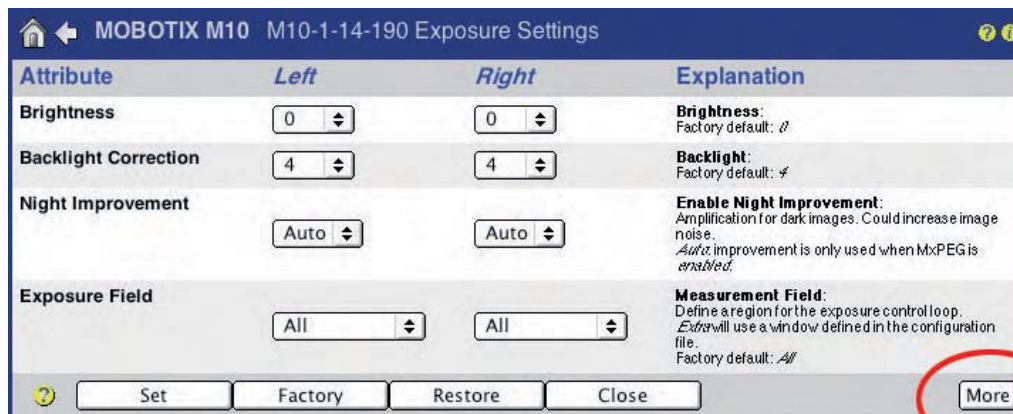 MOBOTIX M10 M10-1-14-190 Exposure Settings ? i
Attribute Left Right Explanation
Brightness 0 0 Brightness:
Factory default: 0
Backlight Correction 4 4 Backlight:
Factory default: 4
Night Improvement Auto Auto Enable Night Improvement:
Amplification for dark images. Could increase image
noise.
Auto improvement is only used when MxPEG is
enabled.
Exposure Field All All Measurement Field:
Define a region for the exposure control loop.
Extra will use a window defined in the configuration
file.
Factory default: All
? Set Factory Restore Close More